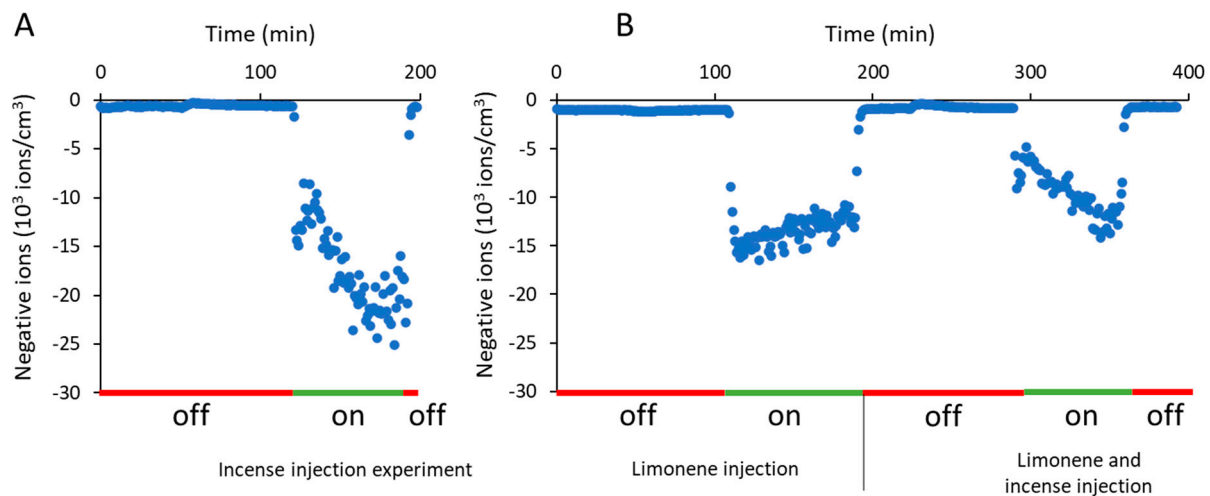 A
Time (min)
0 100 200
0
-5
-10
-15
-20
-25
-30
Negative ions (10³ ions/cm³)
off on off
Incense injection experiment
B
Time (min)
0 100 200 300 400
0
-5
-10
-15
-20
-25
-30
Negative ions (10³ ions/cm³)
off on off on off
Limonene injection
Limonene and
incense injection